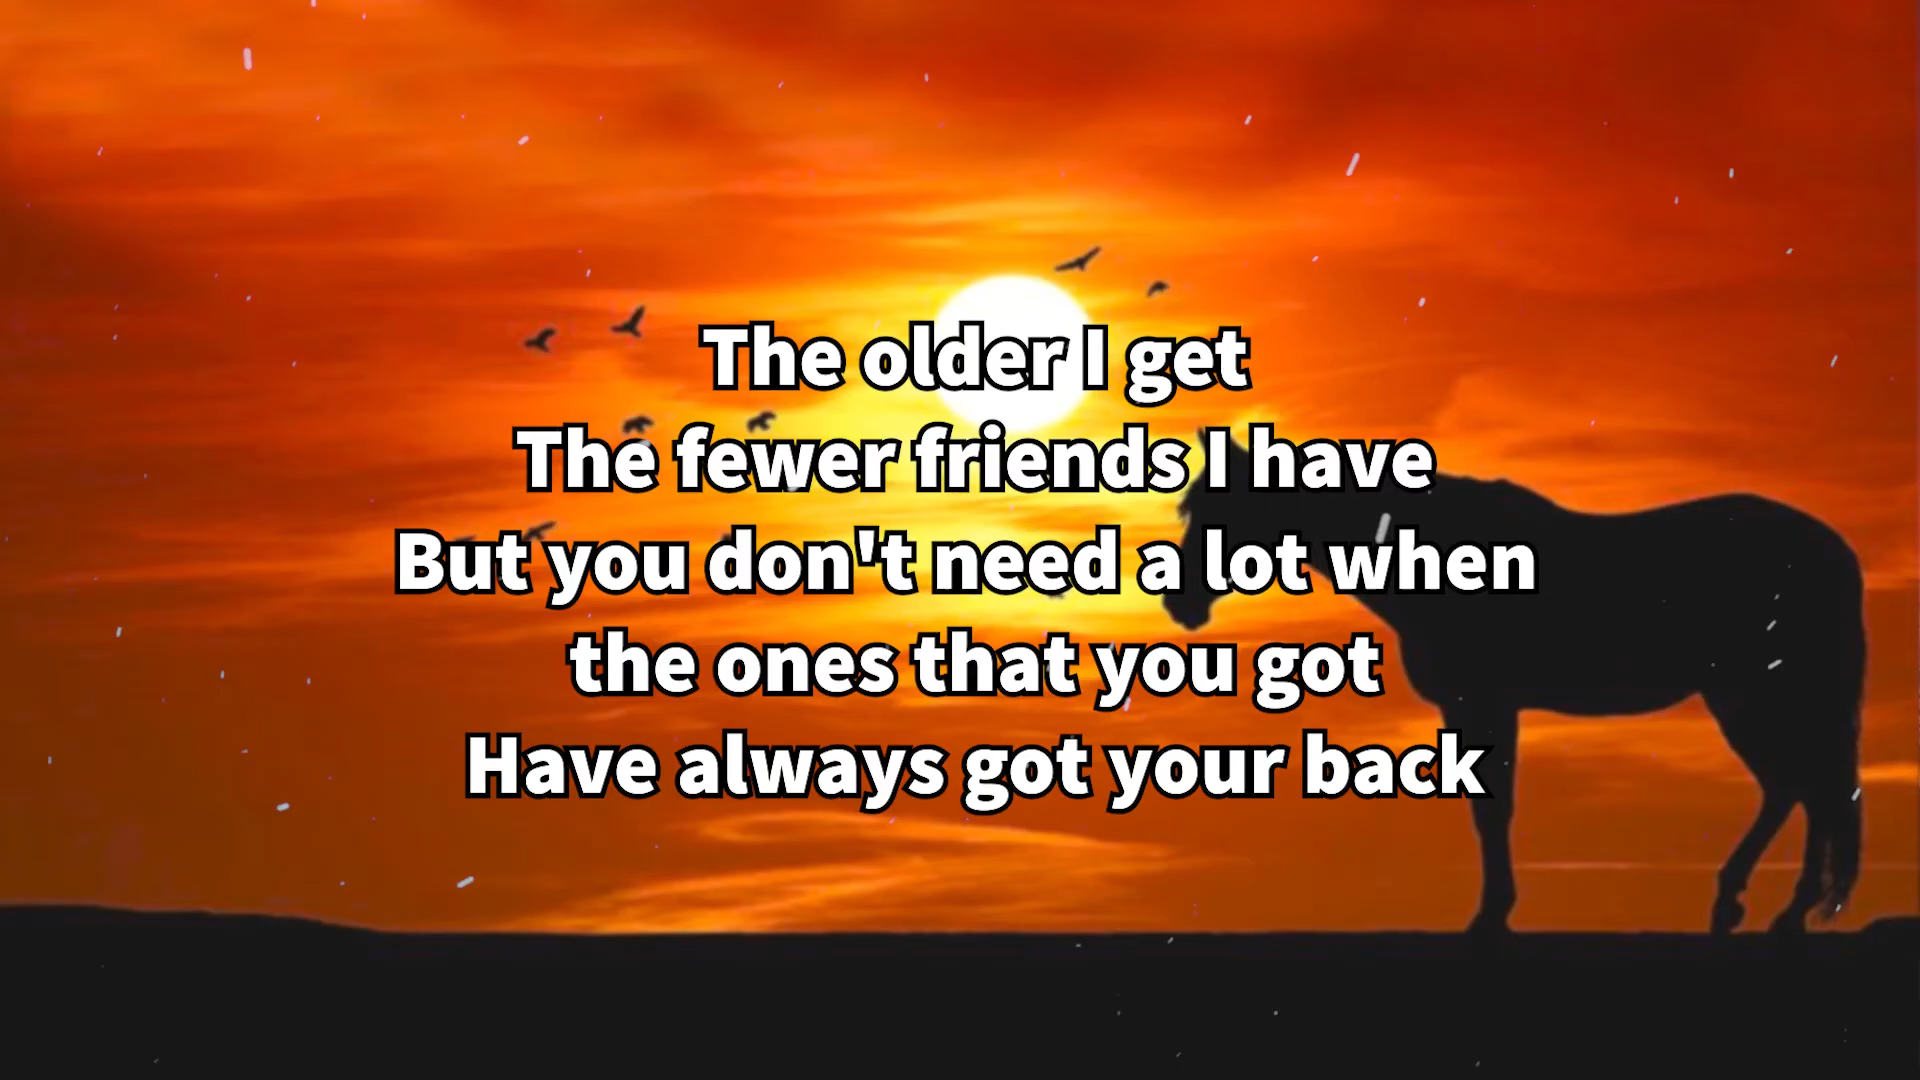 The older I get
The fewer friends I have
But you don't need a lot when
the ones that you got
Have always got your back